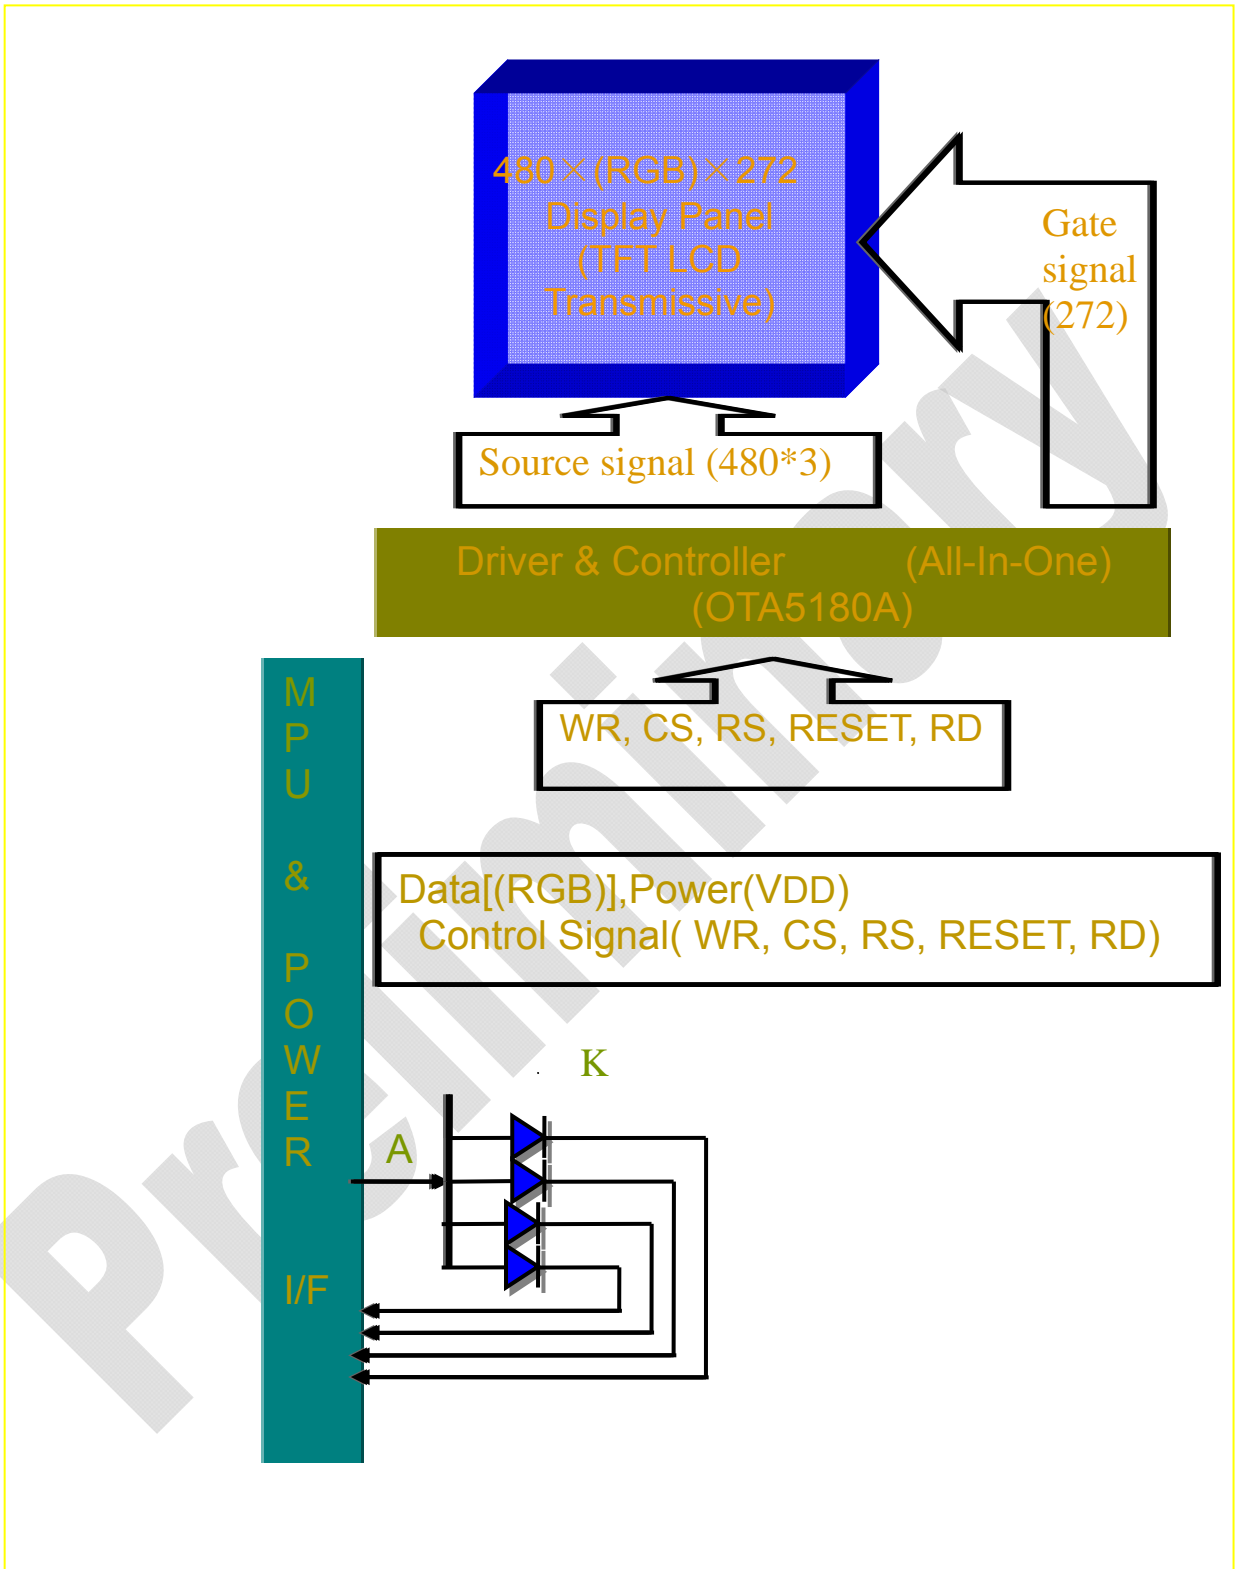 480×(RGB)×272
Display Panel
(TFT LCD
Transmissive)
Gate
signal
(272)
Source signal (480*3)
Driver & Controller (All-In-One)
(OTA5180A)
WR, CS, RS, RESET, RD
Data[(RGB)],Power(VDD)
Control Signal( WR, CS, RS, RESET, RD)
M
P
U
&
P
O
W
E
R
I/F
K
A
Preliminary